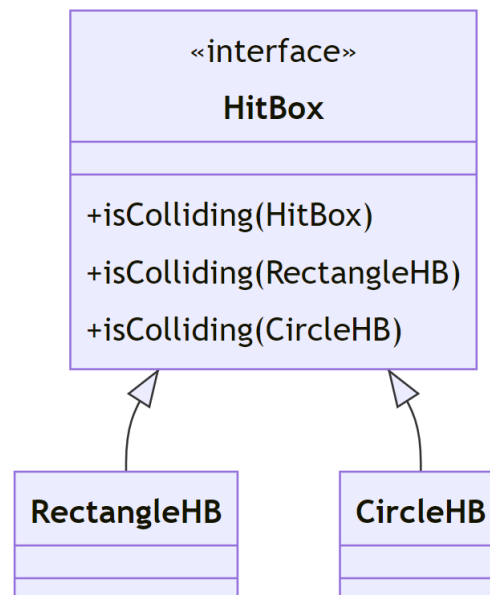 «interface»
HitBox
+isColliding(HitBox)
+isColliding(RectangleHB)
+isColliding(CircleHB)
RectangleHB
CircleHB